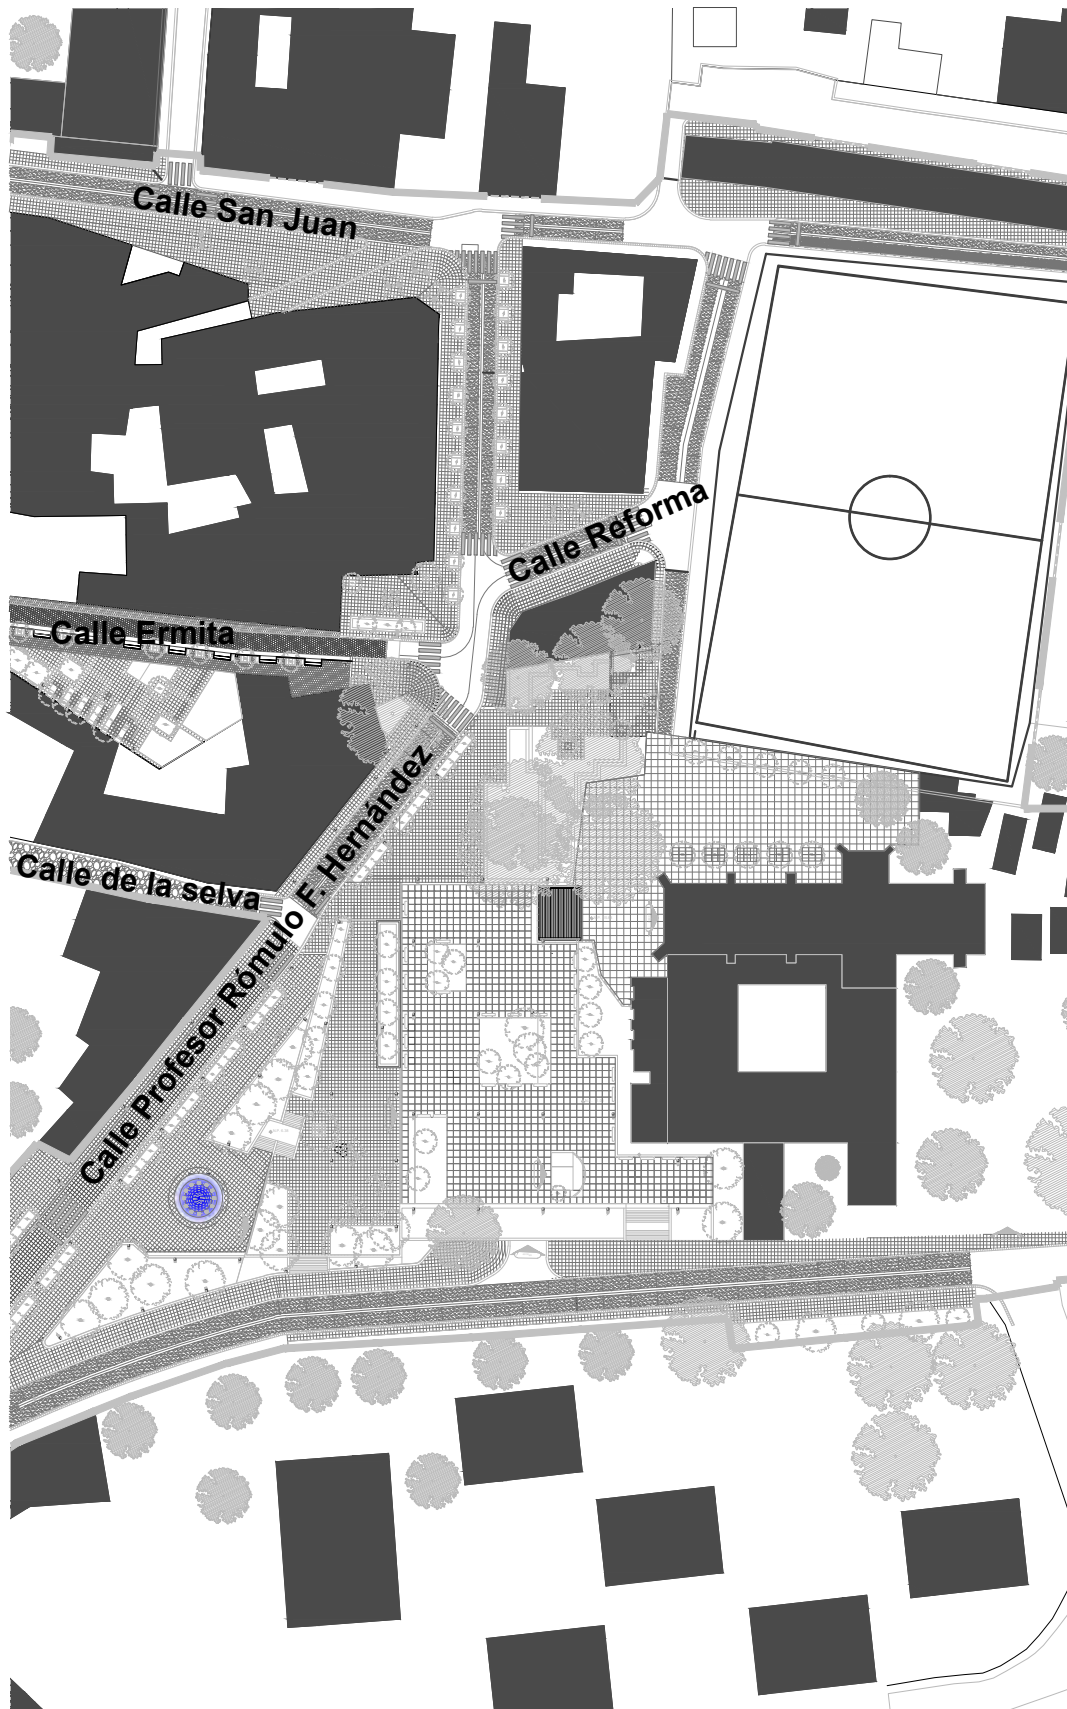 Calle San Juan
Calle Reforma
Calle Ermita
Calle Profesor Rómulo F. Hernández
Calle de la selva